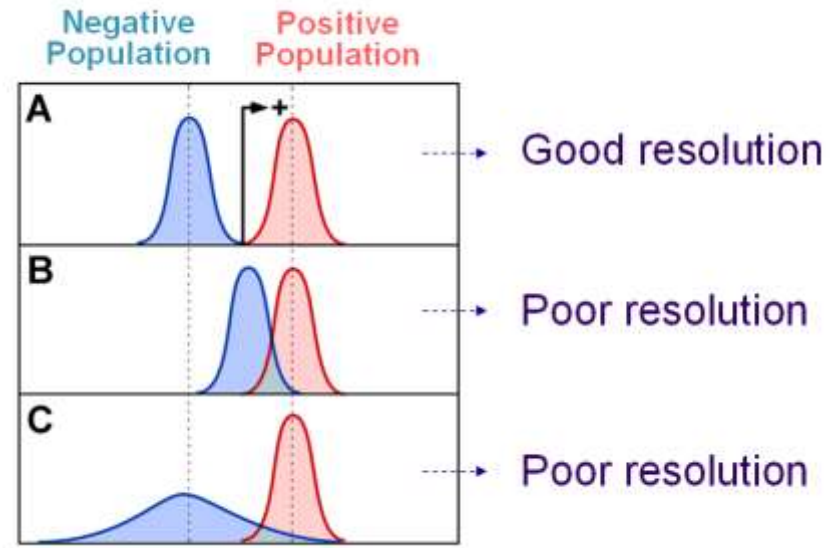 Negative
Population
Positive
Population
A
+
Good resolution
B
Poor resolution
C
Poor resolution